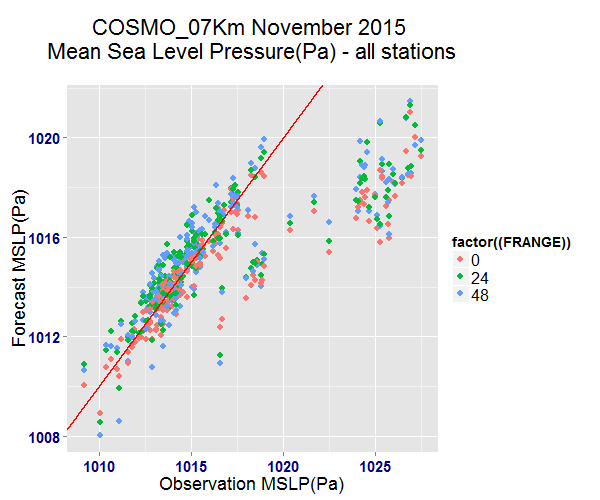 COSMO_07Km November 2015
Mean Sea Level Pressure(Pa) - all stations
Forecast MSLP(Pa)
1020
1016
1012
1008
1010
1015
1020
1025
Observation MSLP(Pa)
factor((FRANGE))
0
24
48